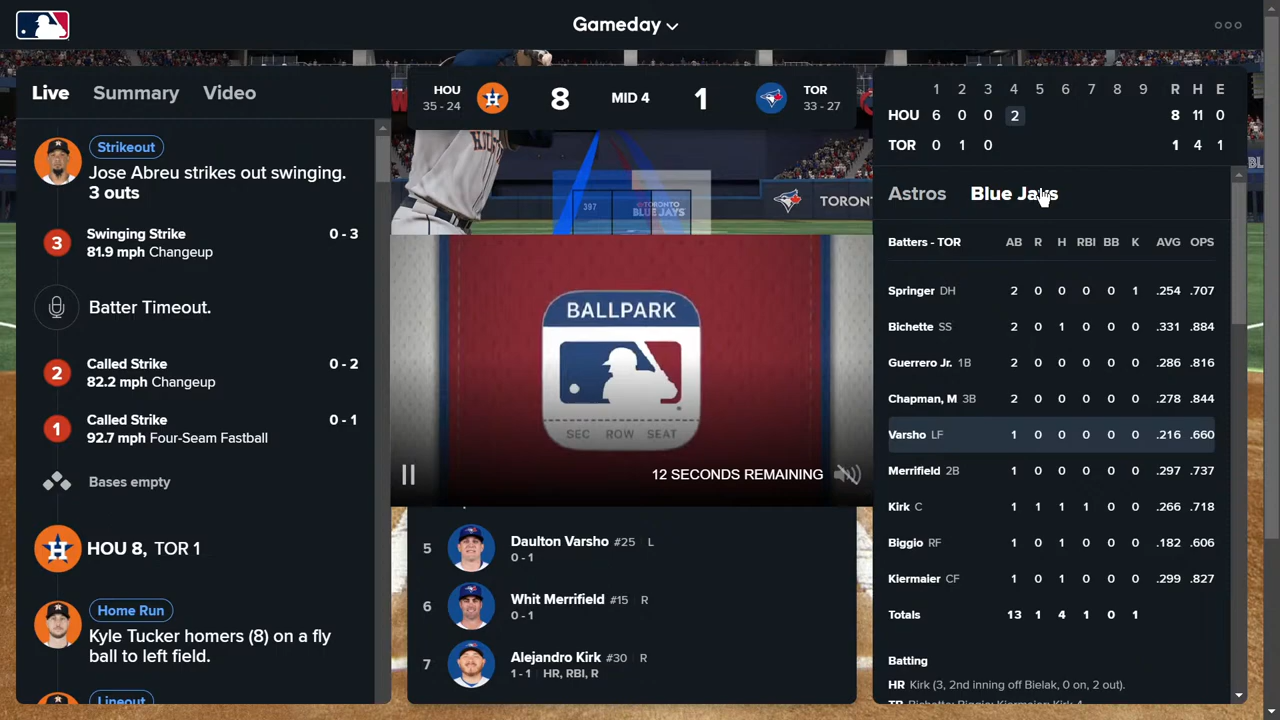 Gameday
Live Summary Video
Strikeout
Jose Abreu strikes out swinging.
3 outs
3 Swinging Strike 0 - 3
81.9 mph Changeup
Batter Timeout.
2 Called Strike 0 - 2
82.2 mph Changeup
1 Called Strike 0 - 1
92.7 mph Four-Seam Fastball
Bases empty
HOU 8, TOR 1
Home Run
Kyle Tucker homers (8) on a fly
ball to left field.
Lineout
HOU 8 MID 4 1 TOR
35 - 24 33 - 27
397
TORONTO
BLUE JAYS
TORON
BALLPARK
SEC ROW SEAT
12 SECONDS REMAINING
5 Daulton Varsho #25 L
0 - 1
6 Whit Merrifield #15 R
0 - 1
7 Alejandro Kirk #30 R
1 - 1 HR, RBI, R
1 2 3 4 5 6 7 8 9 R H E
HOU 6 0 0 2 8 11 0
TOR 0 1 0 1 4 1
Astros Blue Jays
Batters - TOR AB R H RBI BB K AVG OPS
Springer DH 2 0 0 0 0 1 .254 .707
Bichette SS 2 0 1 0 0 0 .331 .884
Guerrero Jr. 1B 2 0 0 0 0 0 .286 .816
Chapman, M 3B 2 0 0 0 0 0 .278 .844
Varsho LF 1 0 0 0 0 0 .216 .660
Merrifield 2B 1 0 0 0 0 0 .297 .737
Kirk C 1 1 1 1 0 0 .266 .718
Biggio RF 1 0 1 0 0 0 .182 .606
Kiermaier CF 1 0 1 0 0 0 .299 .827
Totals 13 1 4 1 0 1
Batting
HR Kirk (3, 2nd inning off Bielak, 0 on, 2 out).